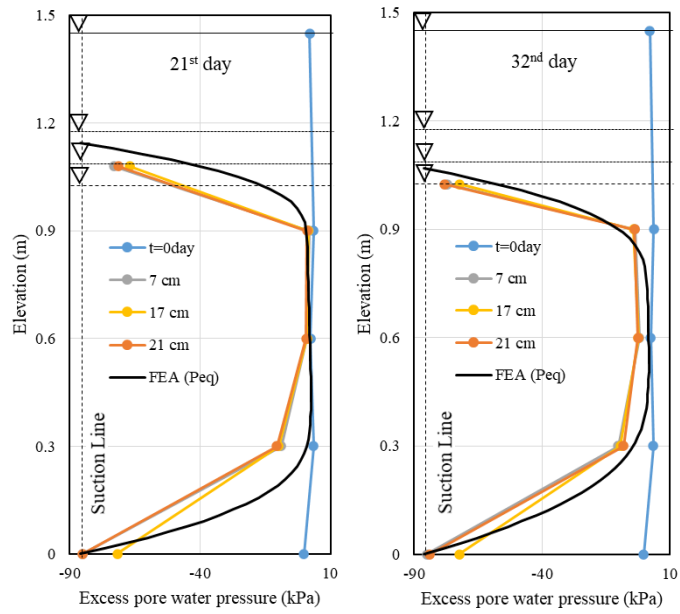 1.5
1.2
0.9
0.6
0.3
0
Elevation (m)
21st day
t=0day
7 cm
17 cm
21 cm
FEA (Peq)
Suction Line
-90
-40
10
Excess pore water pressure (kPa)
1.5
1.2
0.9
0.6
0.3
0
Elevation (m)
32nd day
t=0day
7 cm
17 cm
21 cm
FEA (Peq)
Suction Line
-90
-40
10
Excess pore water pressure (kPa)